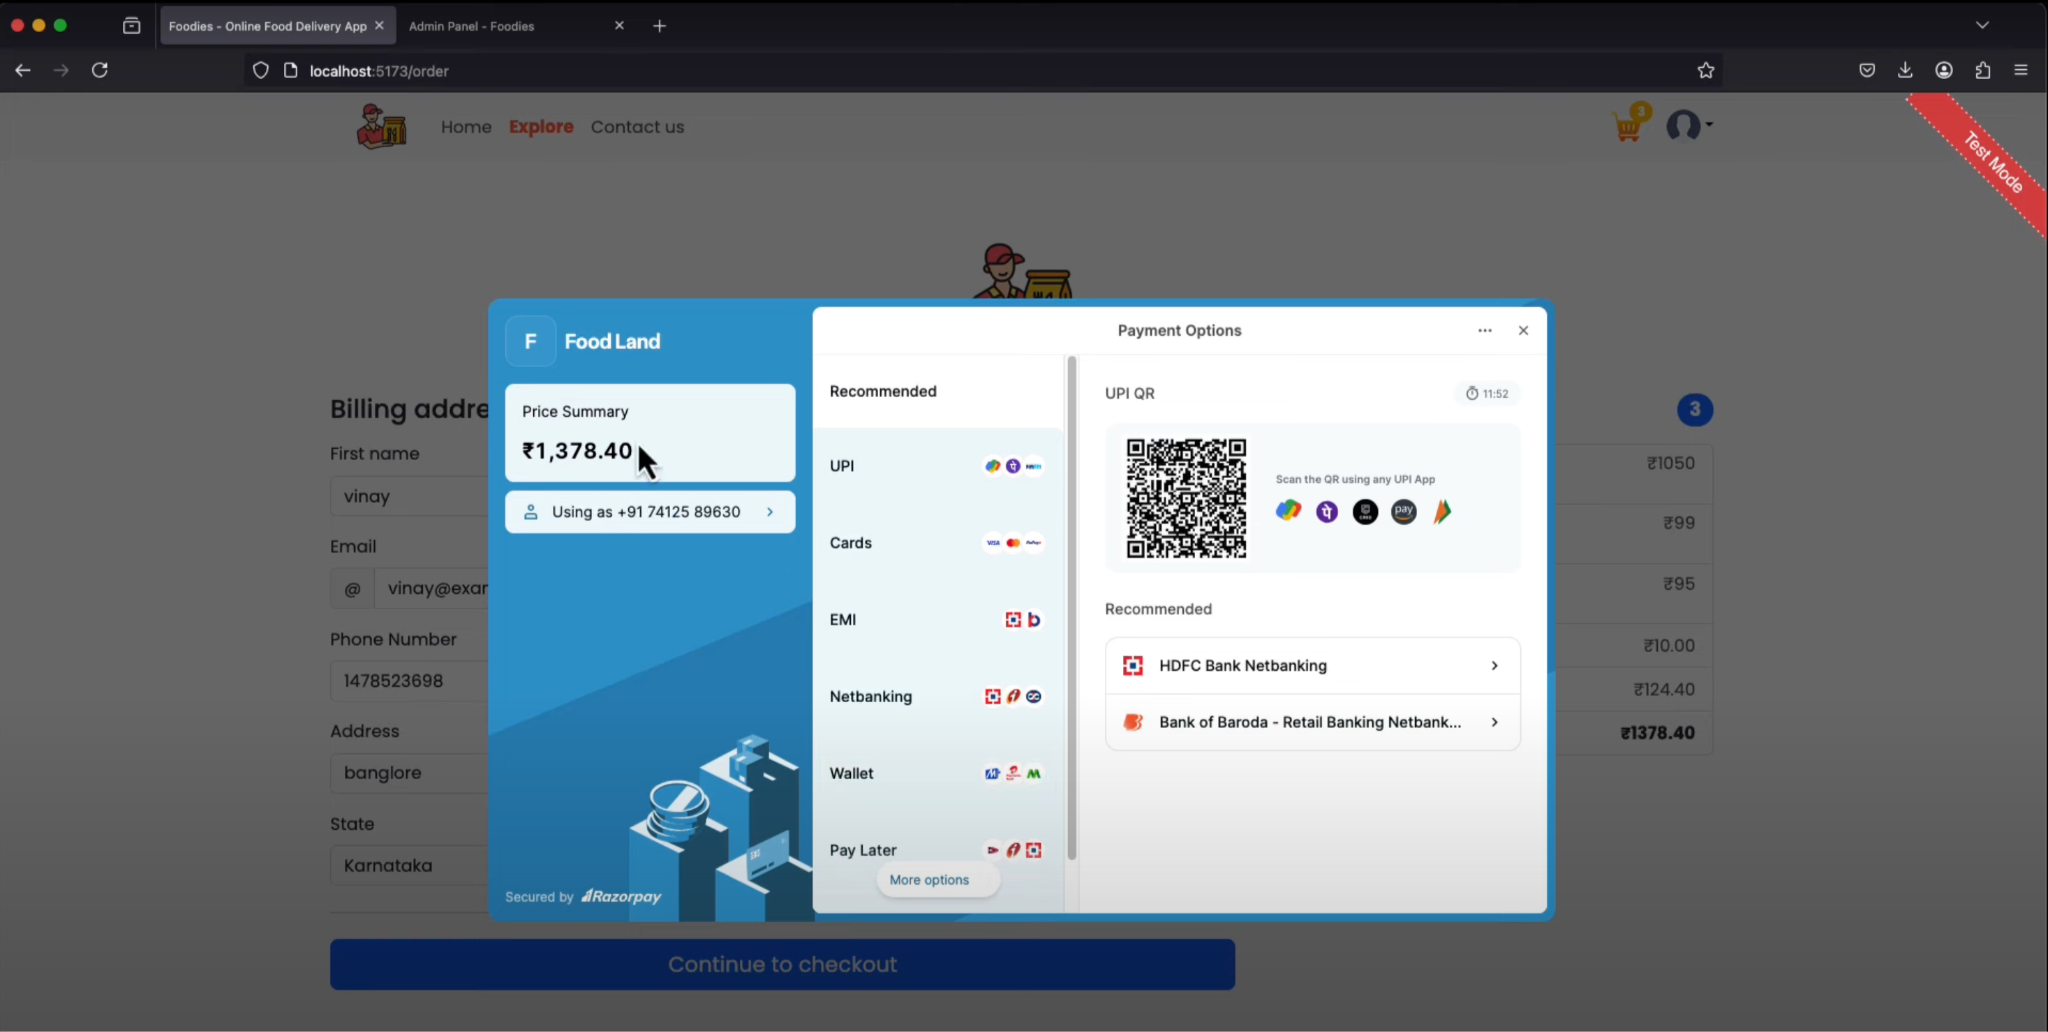 Foodies - Online Food Delivery App
Admin Panel - Foodies
localhost:5173/order
Home
Explore
Contact us
3
Test Mode
Food Land
F
Price Summary
₹1,378.40
Using as +91 74125 89630
Secured by Razorpay
Payment Options
Recommended
UPI
Cards
VISA
EMI
Netbanking
Wallet
Pay Later
More options
UPI QR
11:52
Scan the QR using any UPI App
pay
Recommended
HDFC Bank Netbanking
Bank of Baroda - Retail Banking Netbank...
Billing addre
First name
vinay
Email
@
vinay@exar
Phone Number
1478523698
Address
banglore
State
Karnataka
Continue to checkout
3
₹1050
₹99
₹95
₹10.00
₹124.40
₹1378.40